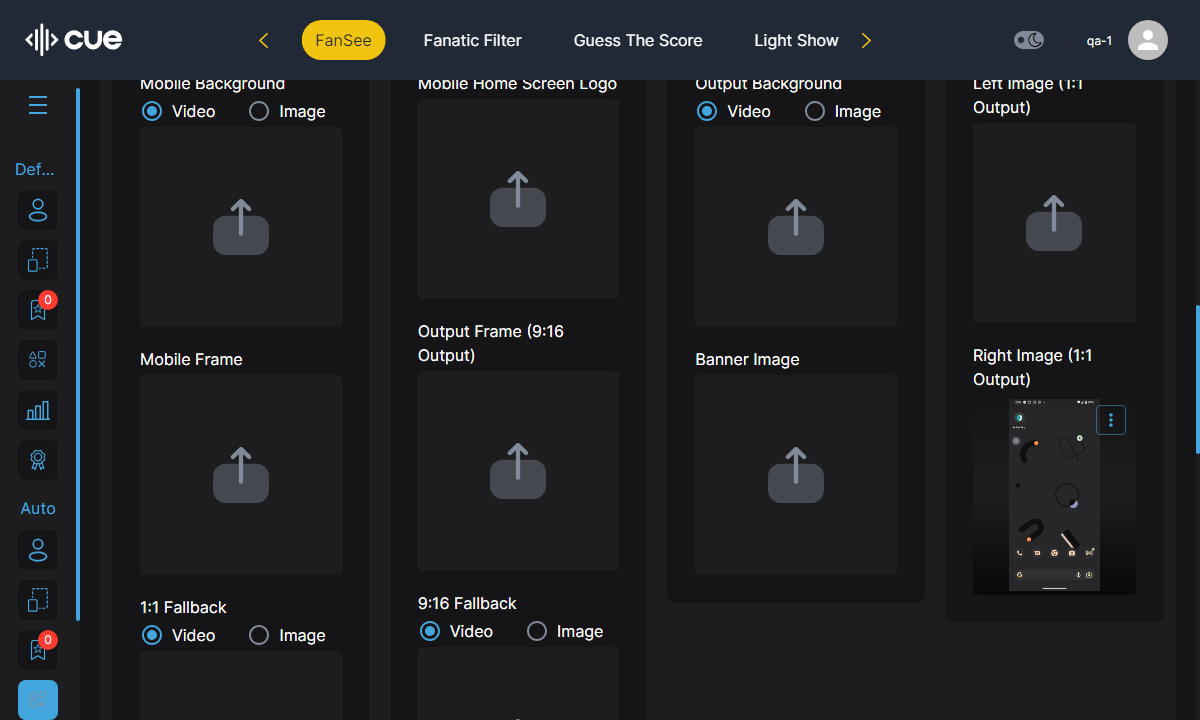 cue
FanSee
Fanatic Filter
Guess The Score
Light Show
qa-1
Def...
0
Auto
0
Mobile Background
Video
Image
Mobile Frame
1:1 Fallback
Video
Image
Mobile Home Screen Logo
Output Frame (9:16
Output)
9:16 Fallback
Video
Image
Output Background
Video
Image
Banner Image
Left Image (1:1
Output)
Right Image (1:1
Output)